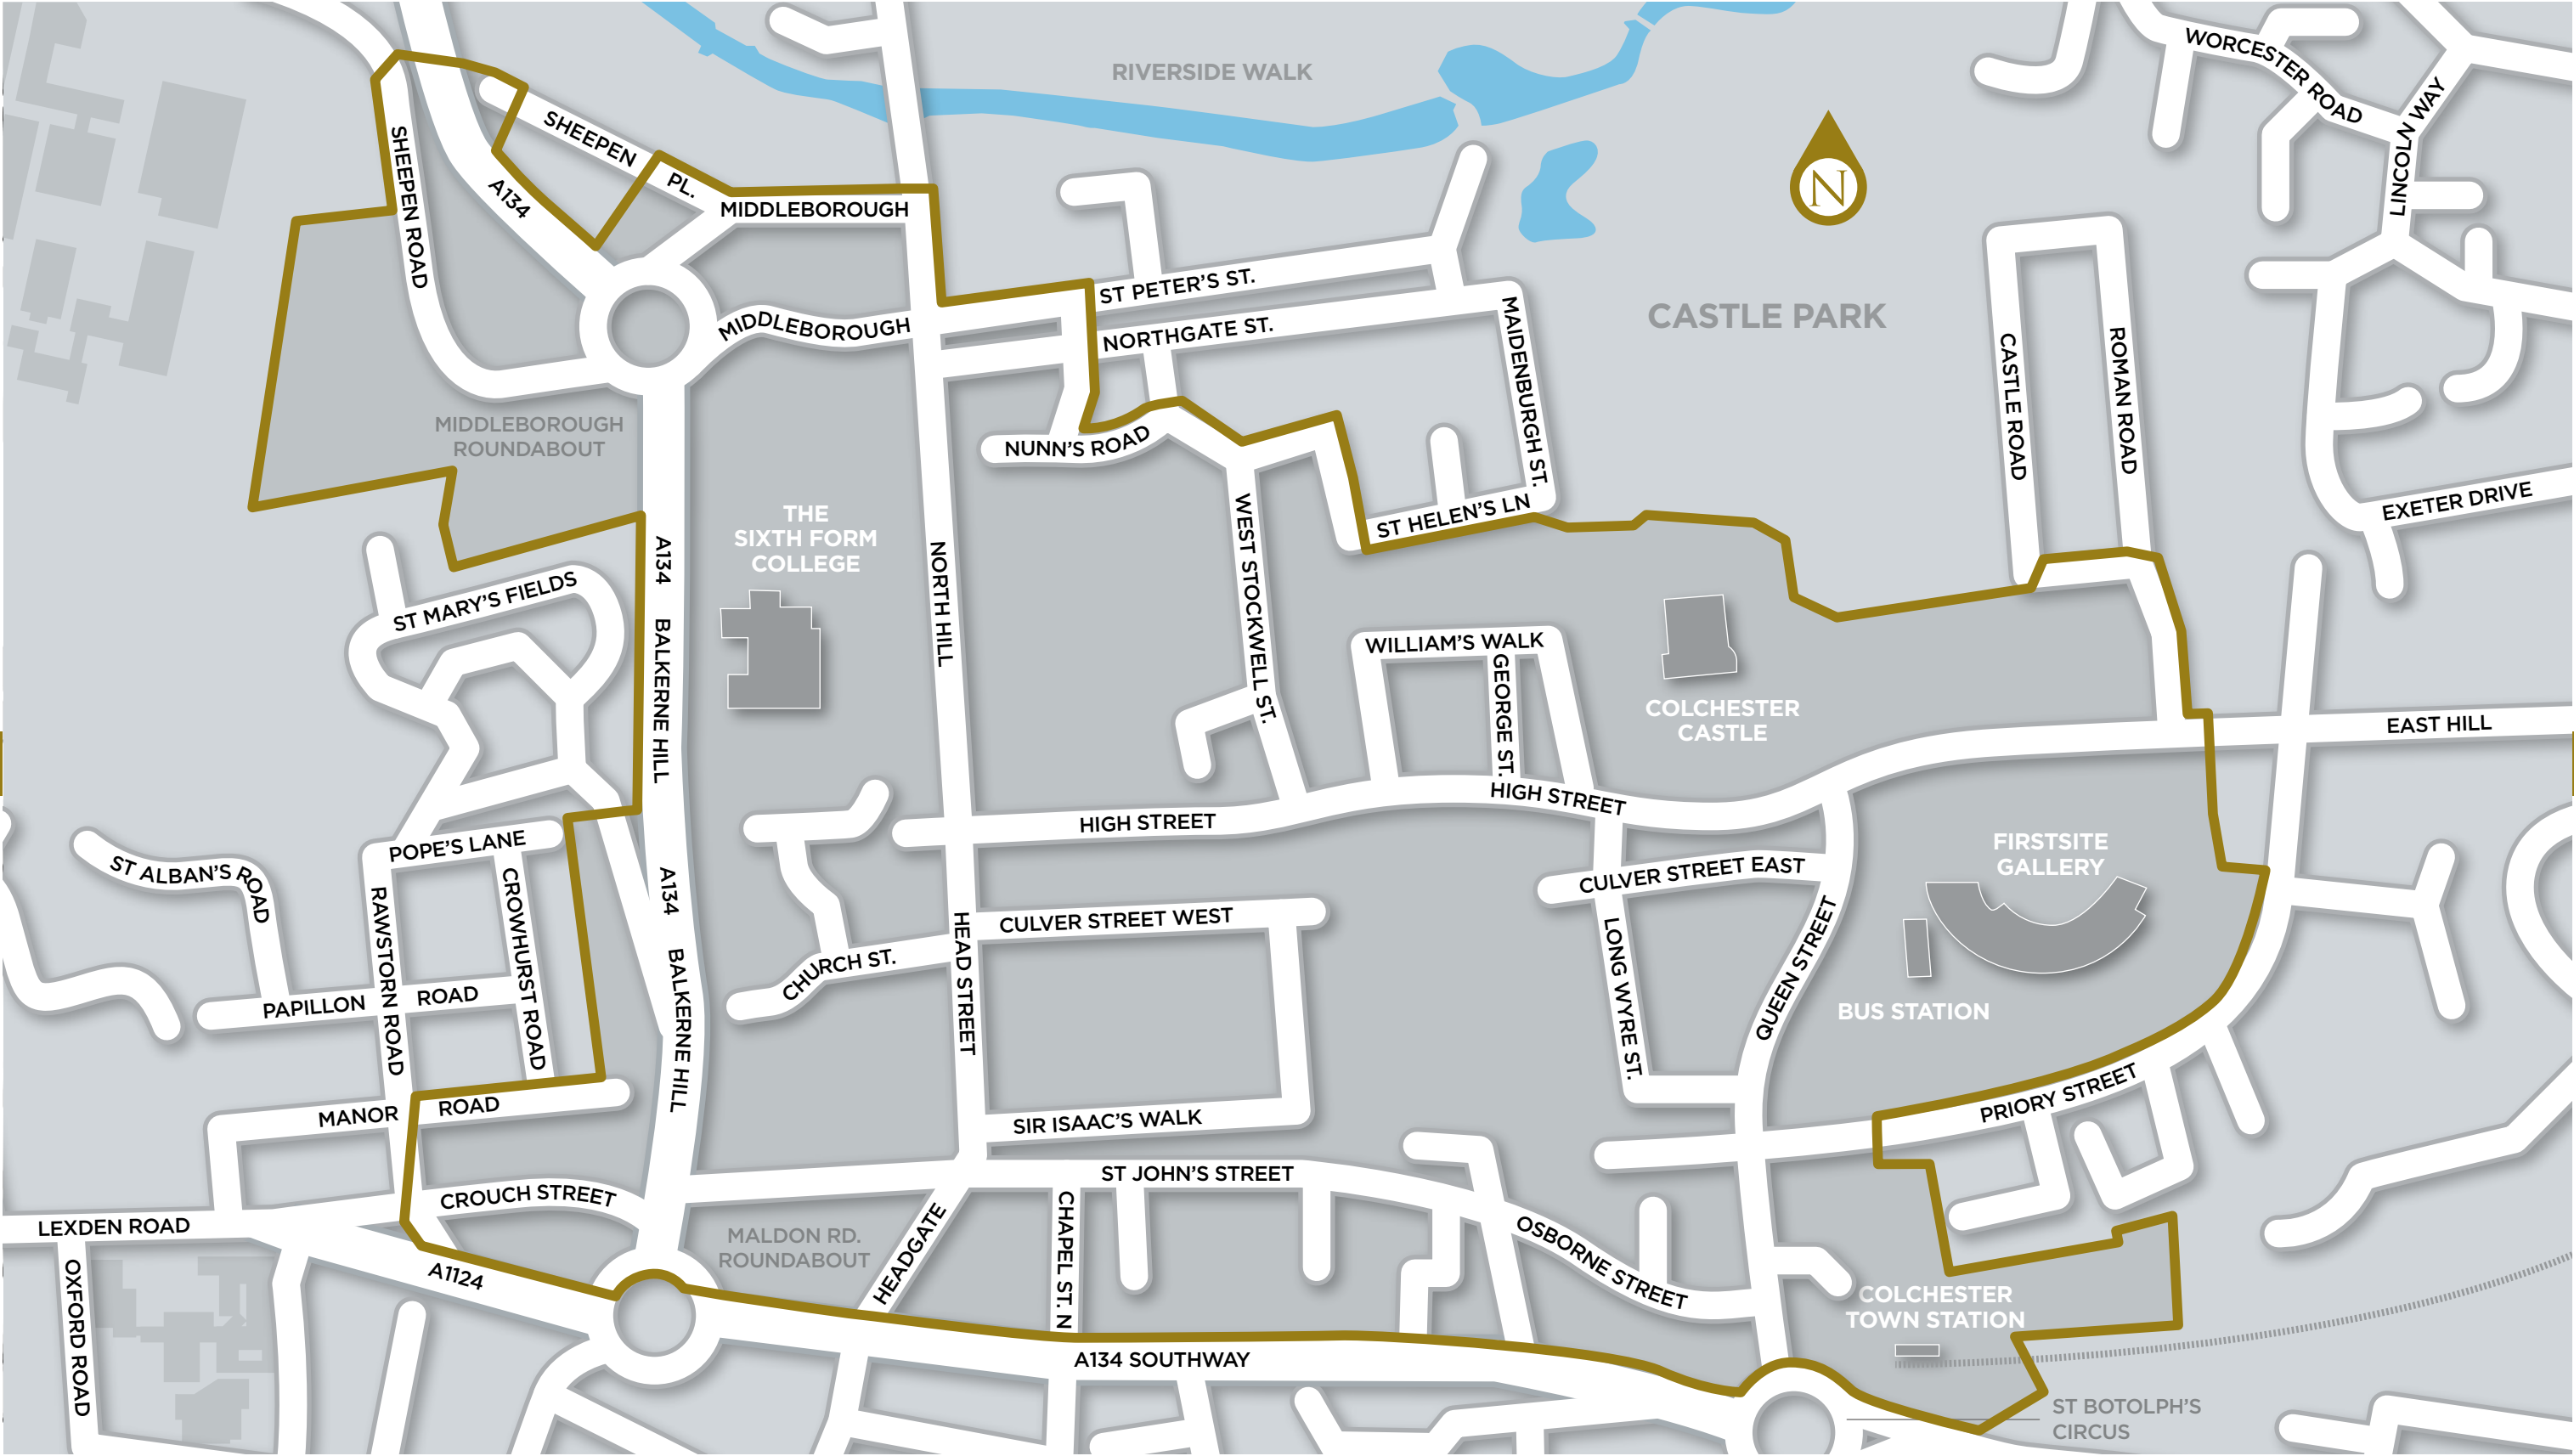 WORCESTER ROAD
RIVERSIDE WALK
LINCOLN WAY
SHEEPEN
PL.
SHEEPEN ROAD
A134
N
MIDDLEBOROUGH
ST PETER'S ST.
NORTHGATE ST.
MIDDLEBOROUGH
CASTLE PARK
MAIDENBURGH ST.
CASTLE ROAD
ROMAN ROAD
MIDDLEBOROUGH
ROUNDABOUT
NUNN'S ROAD
EXETER DRIVE
THE
SIXTH FORM
COLLEGE
ST HELEN'S LN
A134
BALKERNE HILL
NORTH HILL
WEST STOCKWELL ST.
ST MARY'S FIELDS
WILLIAM'S WALK
GEORGE ST.
COLCHESTER
CASTLE
EAST HILL
HIGH STREET
HIGH STREET
POPE'S LANE
FIRSTSITE
GALLERY
ST ALBAN'S ROAD
RAWSTORN ROAD
CROWHURST ROAD
A134
BALKERNE HILL
CULVER STREET EAST
CULVER STREET WEST
HEAD STREET
LONG WYRE ST.
QUEEN STREET
CHURCH ST.
PAPILLON
ROAD
BUS STATION
MANOR
ROAD
SIR ISAAC'S WALK
PRIORY STREET
ST JOHN'S STREET
CROUCH STREET
LEXDEN ROAD
OXFORD ROAD
A1124
MALDON RD.
ROUNDABOUT
HEADGATE
CHAPEL ST. N
OSBORNE STREET
COLCHESTER
TOWN STATION
A134 SOUTHWAY
ST BOTOLPH'S
CIRCUS